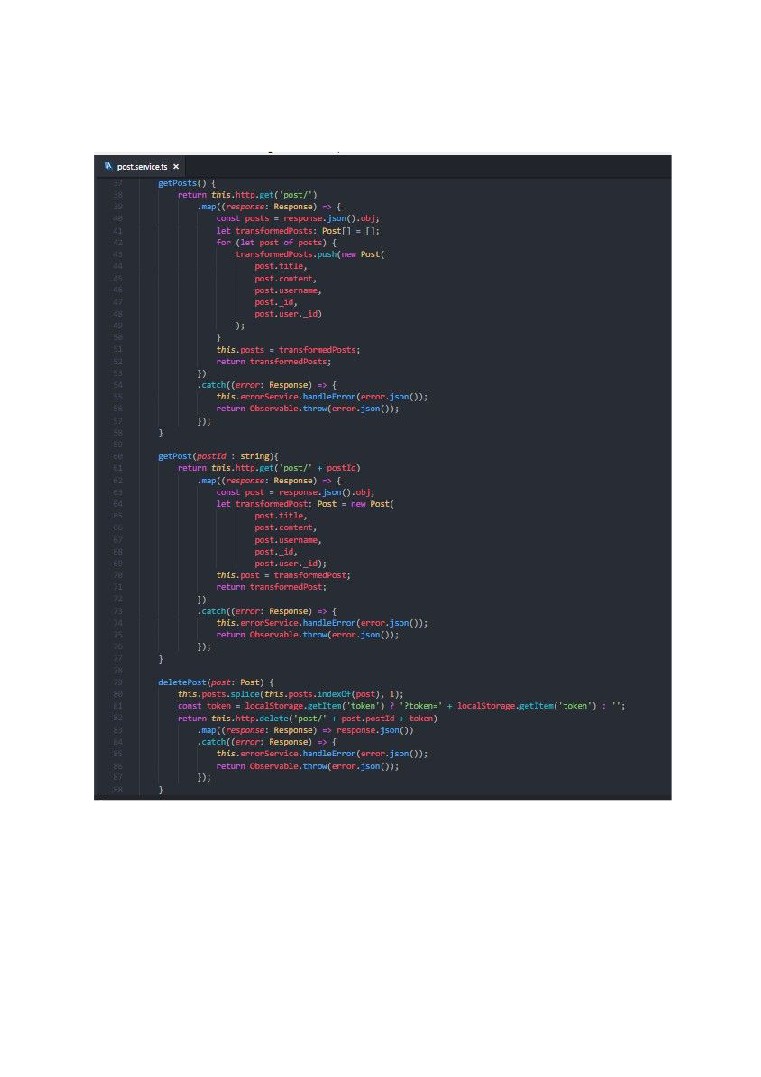 post.service.ts ×
37 getPosts() {
38 return this.http.get('post/')
39 .map((response: Response) => {
40 const posts = response.json().obj;
41 let transformedPosts: Post[] = [];
42 for (let post of posts) {
43 transformedPosts.push(new Post(
44 post.title,
45 post.content,
46 post.username,
47 post._id,
48 post.user._id)
49 );
50 }
51 this.posts = transformedPosts;
52 return transformedPosts;
53 })
54 .catch((error: Response) => {
55 this.errorService.handleError(error.json());
56 return Observable.throw(error.json());
57 });
58 }
59
60 getPost(postId : string){
61 return this.http.get('post/' + postId)
62 .map((response: Response) => {
63 const post = response.json().obj;
64 let transformedPost: Post = new Post(
65 post.title,
66 post.content,
67 post.username,
68 post._id,
69 post.user._id);
70 this.post = transformedPost;
71 return transformedPost;
72 })
73 .catch((error: Response) => {
74 this.errorService.handleError(error.json());
75 return Observable.throw(error.json());
76 });
77 }
78
79 deletePost(post: Post) {
80 this.posts.splice(this.posts.indexOf(post), 1);
81 const token = localStorage.getItem('token') ? '?token=' + localStorage.getItem('token') : '';
82 return this.http.delete('post/' + post.postId + token)
83 .map((response: Response) => response.json())
84 .catch((error: Response) => {
85 this.errorService.handleError(error.json());
86 return Observable.throw(error.json());
87 });
88 }